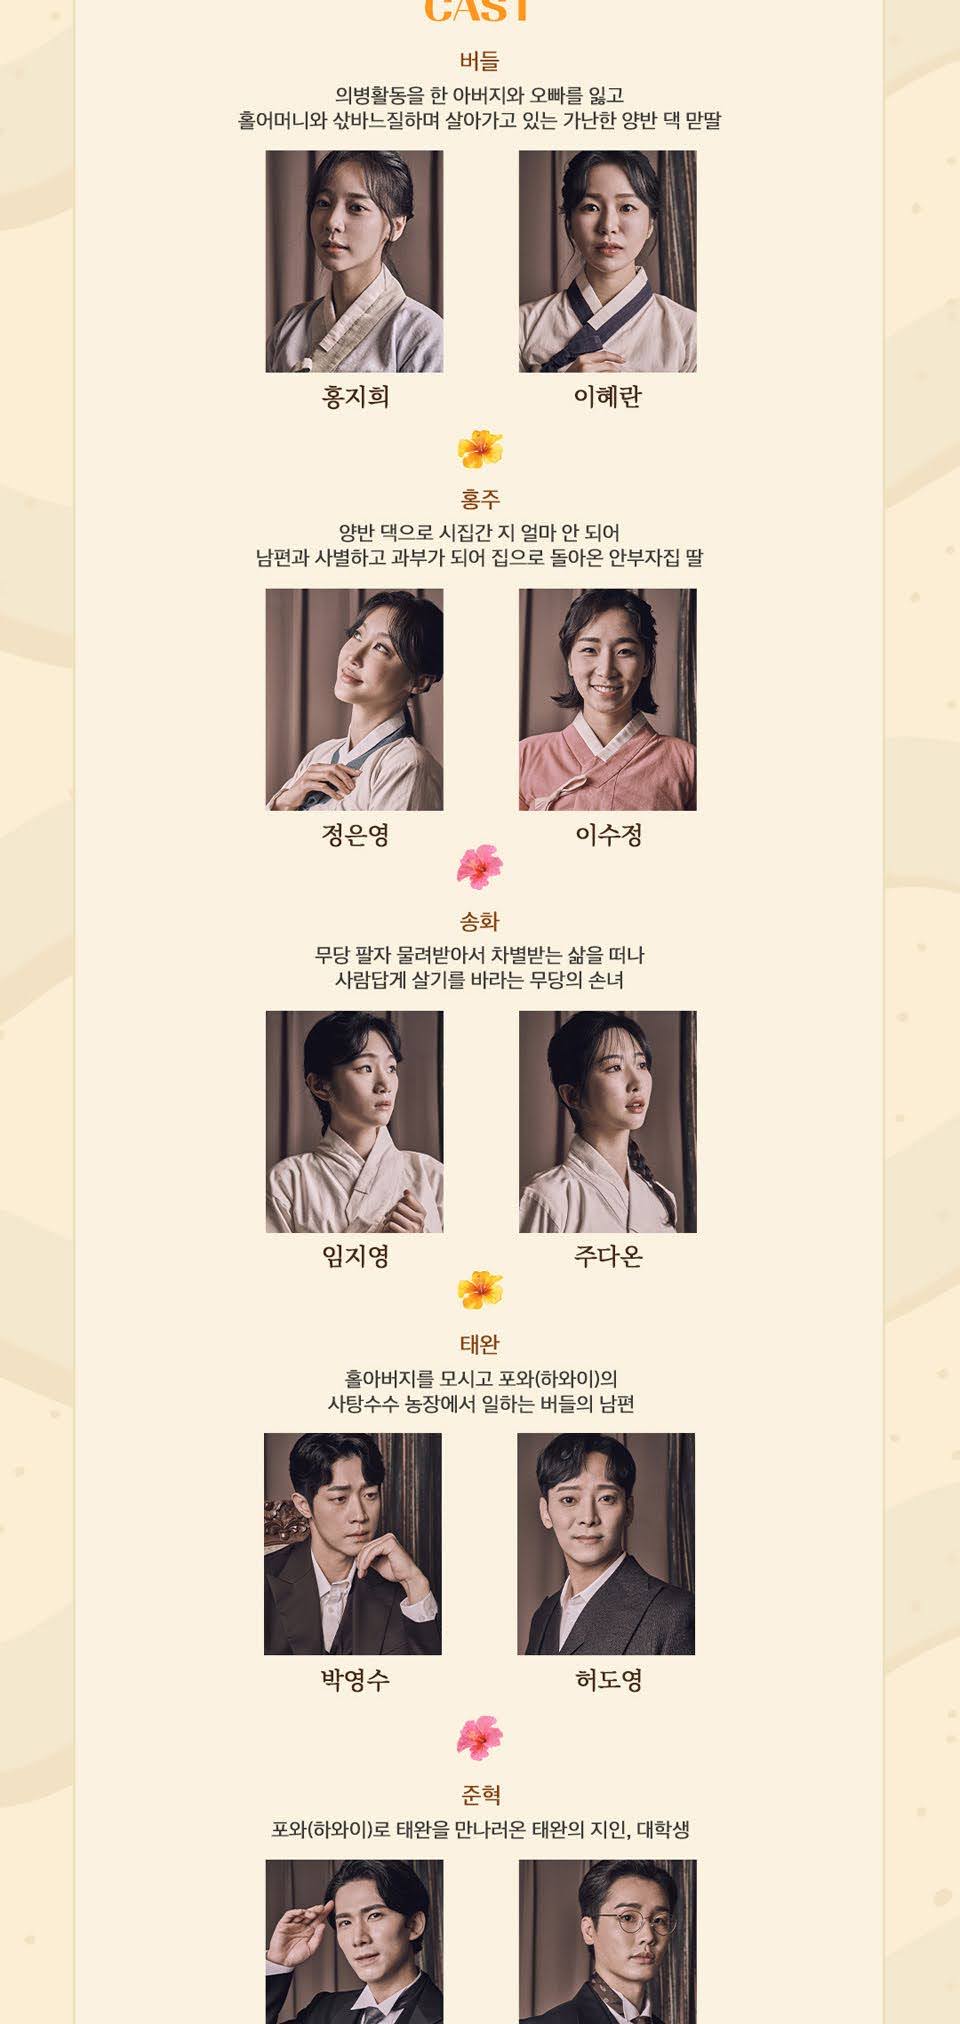 CAST
버들
의병활동을 한 아버지와 오빠를 잃고
홀어머니와 삯바느질하며 살아가고 있는 가난한 양반 댁 맏딸
홍지희
이혜란
홍주
양반 댁으로 시집간 지 얼마 안 되어
남편과 사별하고 과부가 되어 집으로 돌아온 안부자집 딸
정은영
이수정
송화
무당 팔자 물려받아서 차별받는 삶을 떠나
사람답게 살기를 바라는 무당의 손녀
임지영
주다온
태완
홀아버지를 모시고 포와(하와이)의
사탕수수 농장에서 일하는 버들의 남편
박영수
허도영
준혁
포와(하와이)로 태완을 만나러온 태완의 지인, 대학생